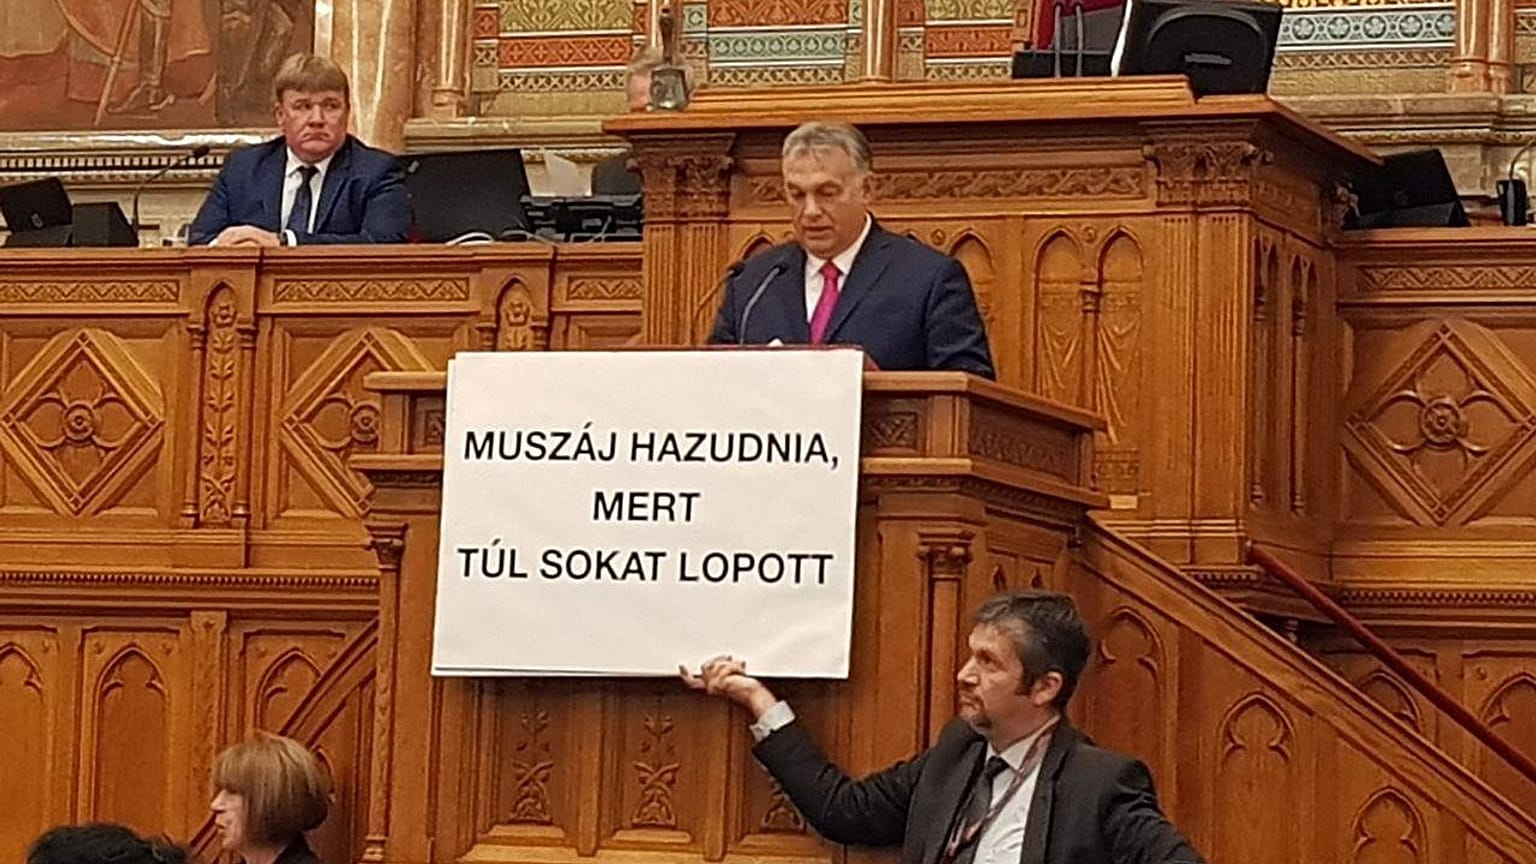 MUSZÁJ HAZUDNIA,
MERT
TÚL SOKAT LOPOTT